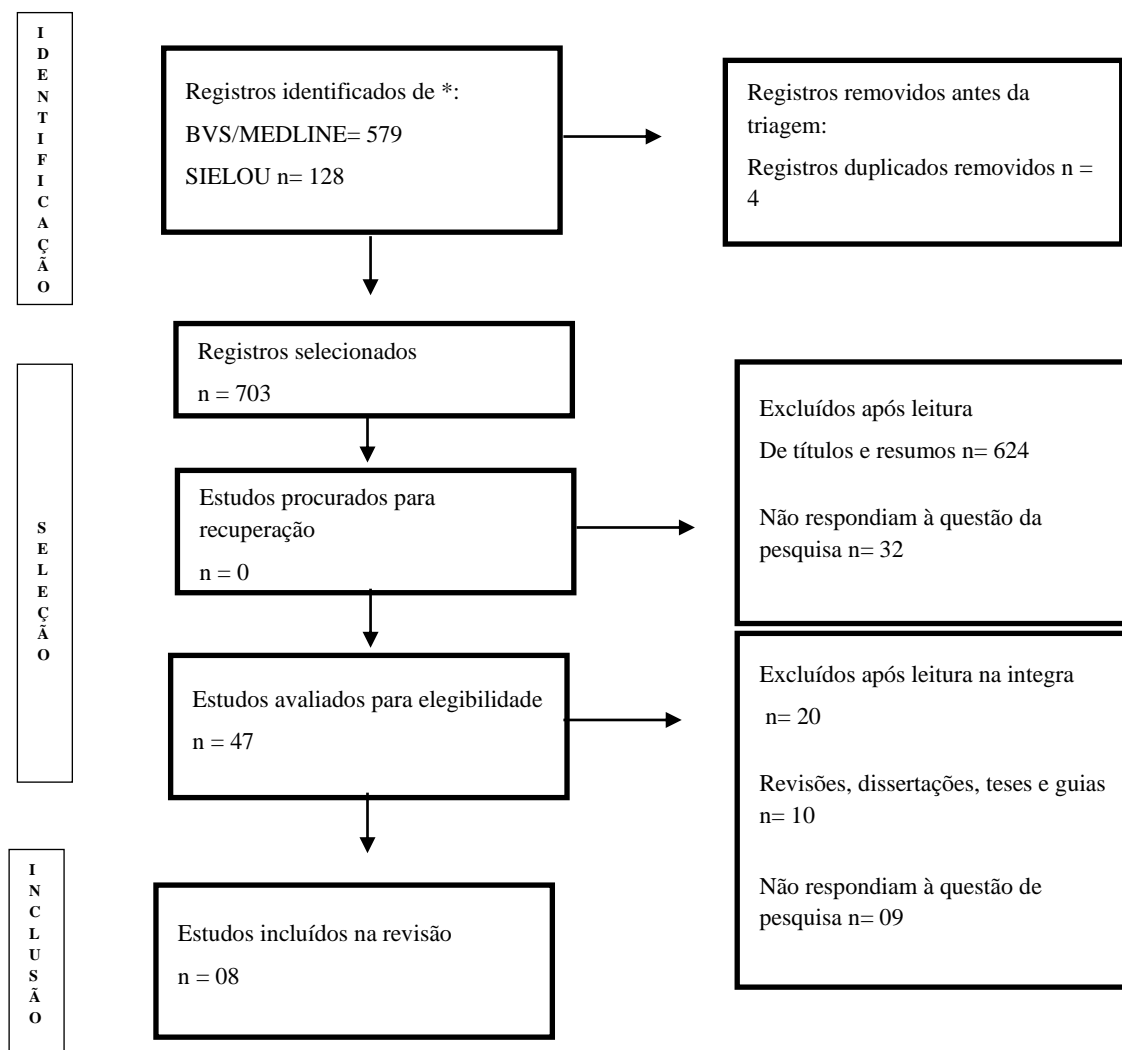 IDENTIFICAÇÃO
Registros identificados de *:
BVS/MEDLINE= 579
SIELOU n= 128
Registros removidos antes da
triagem:
Registros duplicados removidos n =
4
SELEÇÃO
Registros selecionados
n = 703
Estudos procurados para
recuperação
n = 0
Excluídos após leitura
De títulos e resumos n= 624
Não respondiam à questão da
pesquisa n= 32
Estudos avaliados para elegibilidade
n = 47
Excluídos após leitura na integra
n= 20
Revisões, dissertações, teses e guias
n= 10
Não respondiam à questão de
pesquisa n= 09
INCLUSÃO
Estudos incluídos na revisão
n = 08